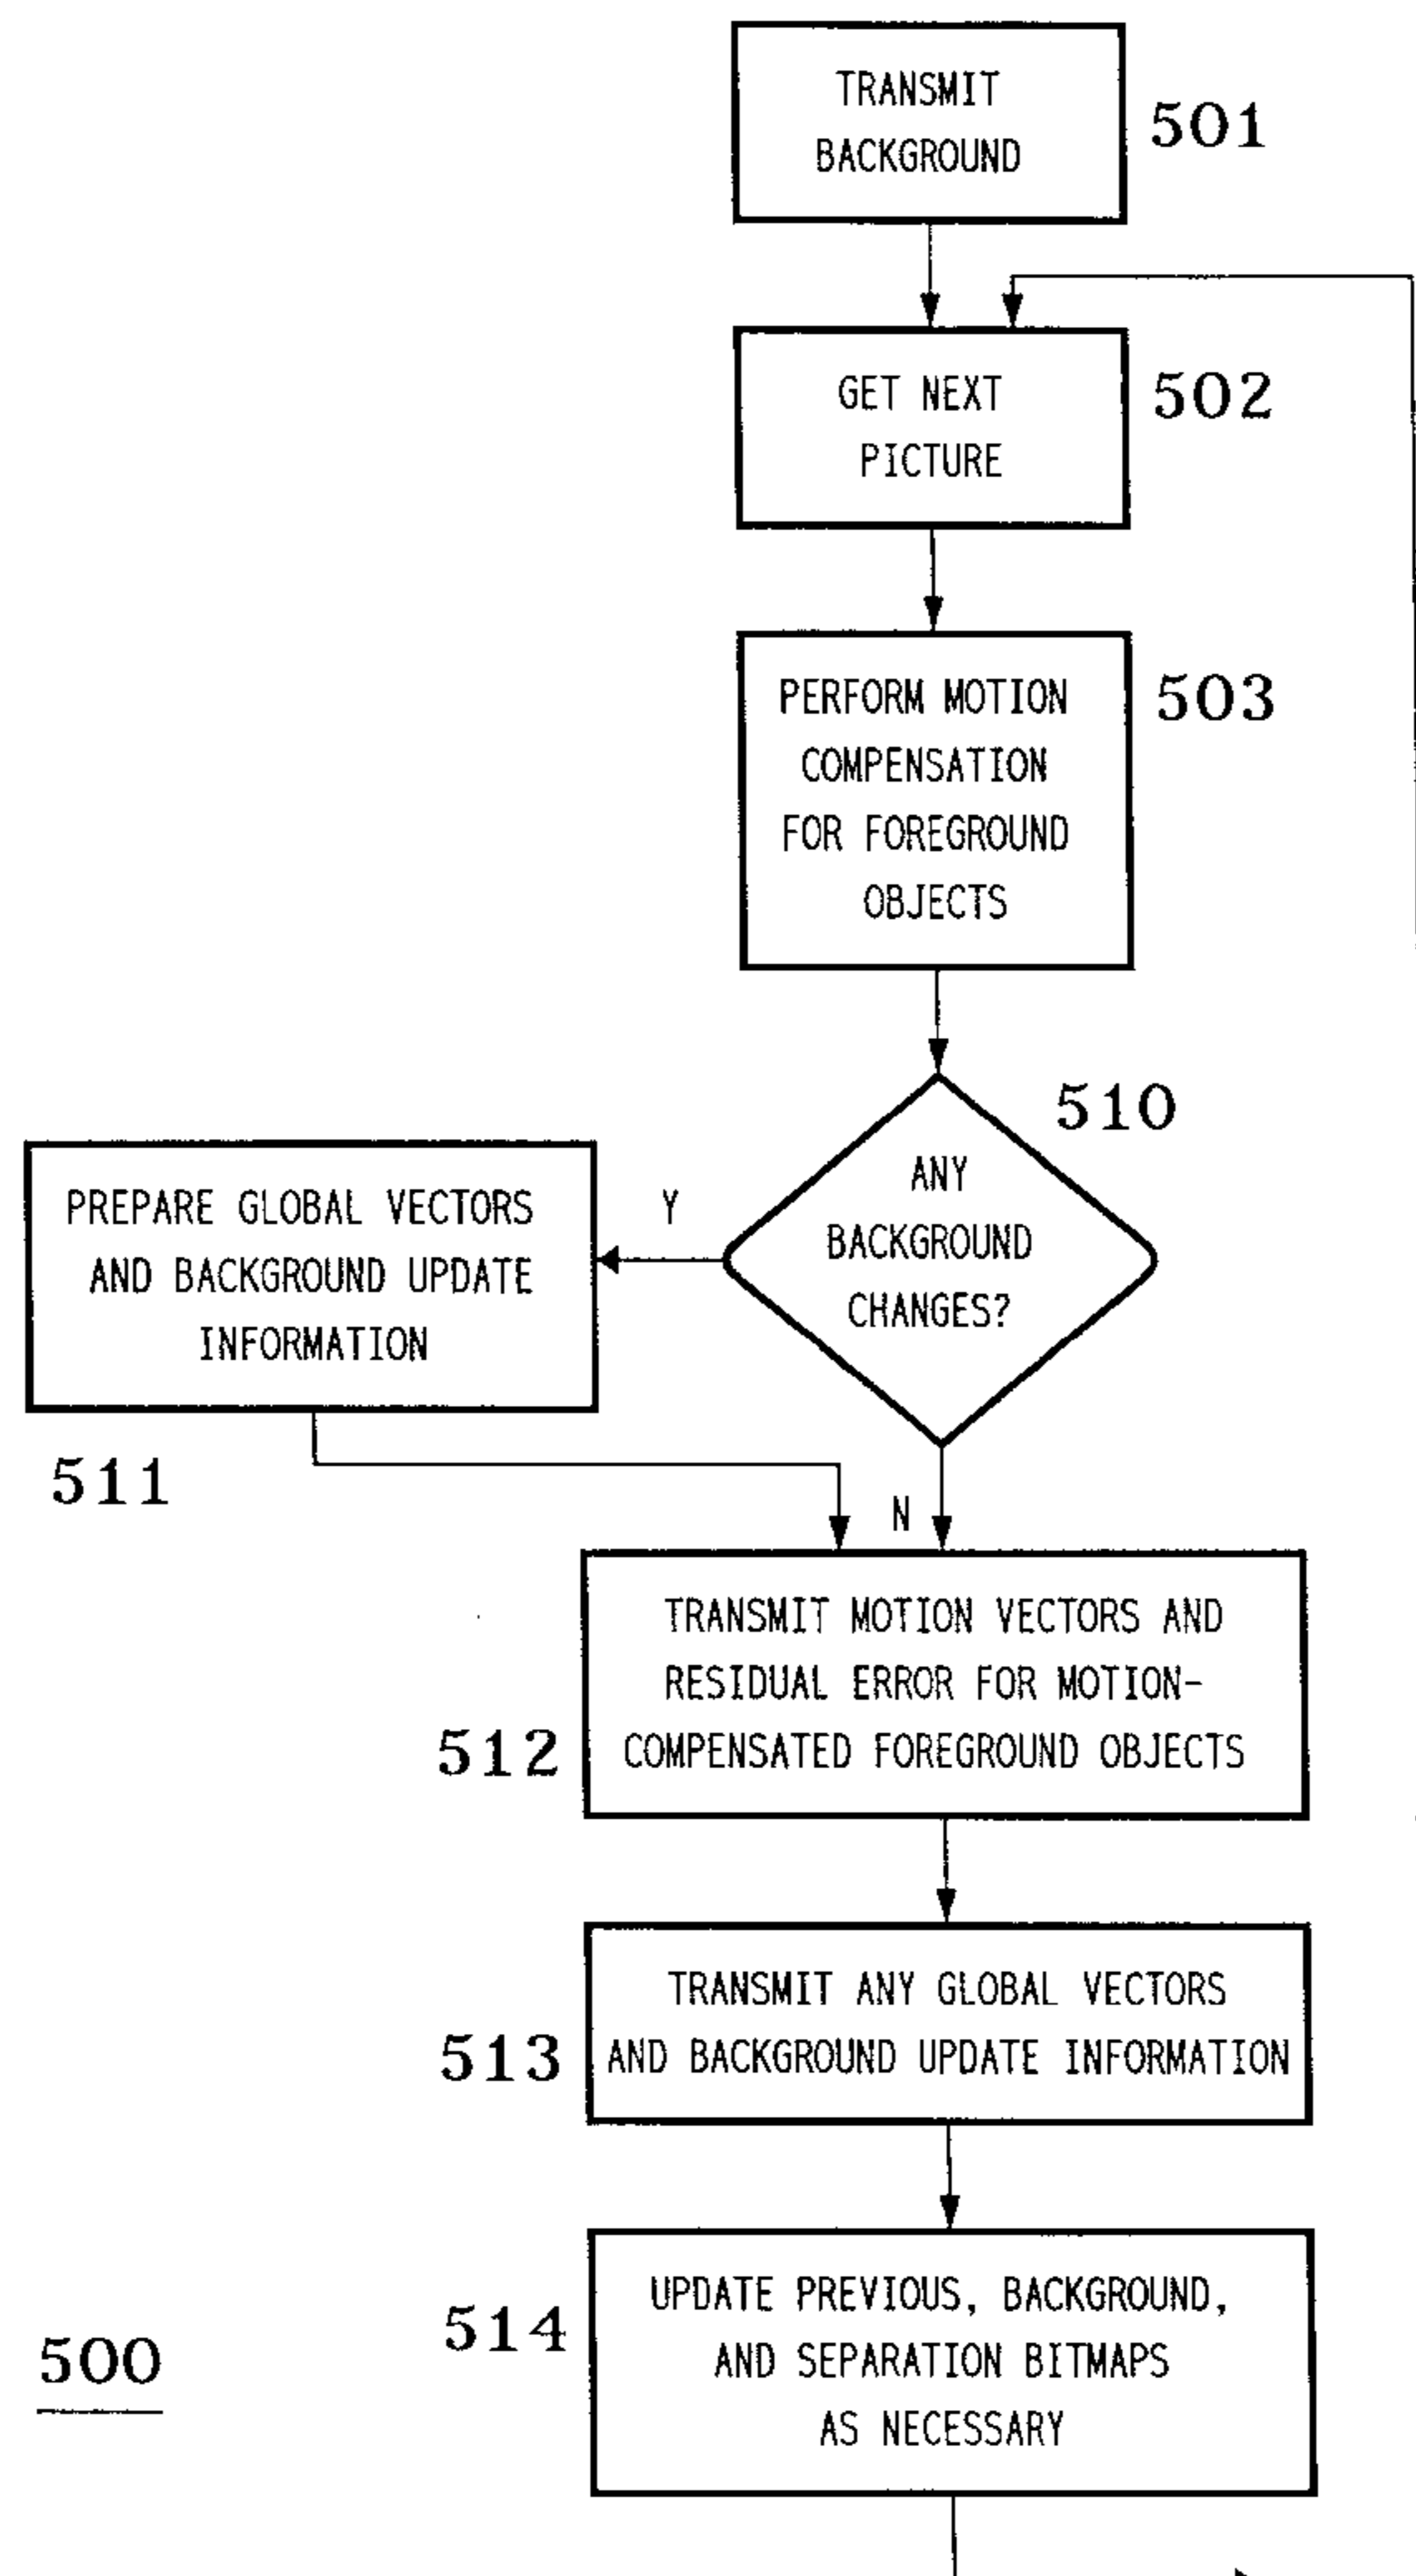 TRANSMIT
BACKGROUND
501
GET NEXT
PICTURE
502
PERFORM MOTION
COMPENSATION
FOR FOREGROUND
OBJECTS
503
510
ANY
BACKGROUND
CHANGES?
Y
PREPARE GLOBAL VECTORS
AND BACKGROUND UPDATE
INFORMATION
511
N
TRANSMIT MOTION VECTORS AND
RESIDUAL ERROR FOR MOTION-
COMPENSATED FOREGROUND OBJECTS
512
TRANSMIT ANY GLOBAL VECTORS
AND BACKGROUND UPDATE INFORMATION
513
UPDATE PREVIOUS, BACKGROUND,
AND SEPARATION BITMAPS
AS NECESSARY
514
500